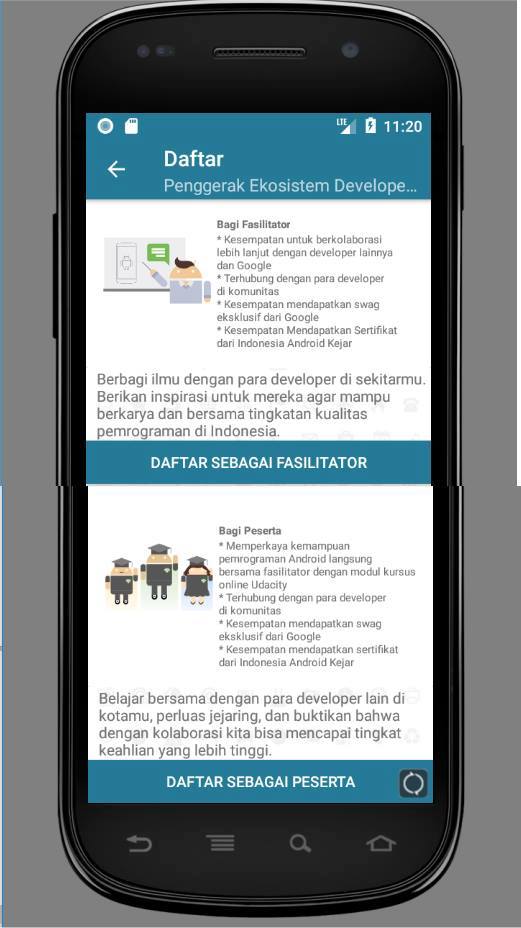 LTE 11:20
Daftar
Penggerak Ekosistem Develope...
Bagi Fasilitator
* Kesempatan untuk berkolaborasi
lebih lanjut dengan developer lainnya
dan Google
* Terhubung dengan para developer
di komunitas
* Kesempatan mendapatkan swag
eksklusif dari Google
* Kesempatan Mendapatkan Sertifikat
dari Indonesia Android Kejar
Berbagi ilmu dengan para developer di sekitarmu.
Berikan inspirasi untuk mereka agar mampu
berkarya dan bersama tingkatan kualitas
pemrograman di Indonesia.
DAFTAR SEBAGAI FASILITATOR
Bagi Peserta
* Memperkaya kemampuan
pemrograman Android langsung
bersama fasilitator dengan modul kursus
online Udacity
* Terhubung dengan para developer
di komunitas
* Kesempatan mendapatkan swag
eksklusif dari Google
* Kesempatan mendapatkan sertifikat
dari Indonesia Android Kejar
Belajar bersama dengan para developer lain di
kotamu, perluas jejaring, dan buktikan bahwa
dengan kolaborasi kita bisa mencapai tingkat
keahlian yang lebih tinggi.
DAFTAR SEBAGAI PESERTA